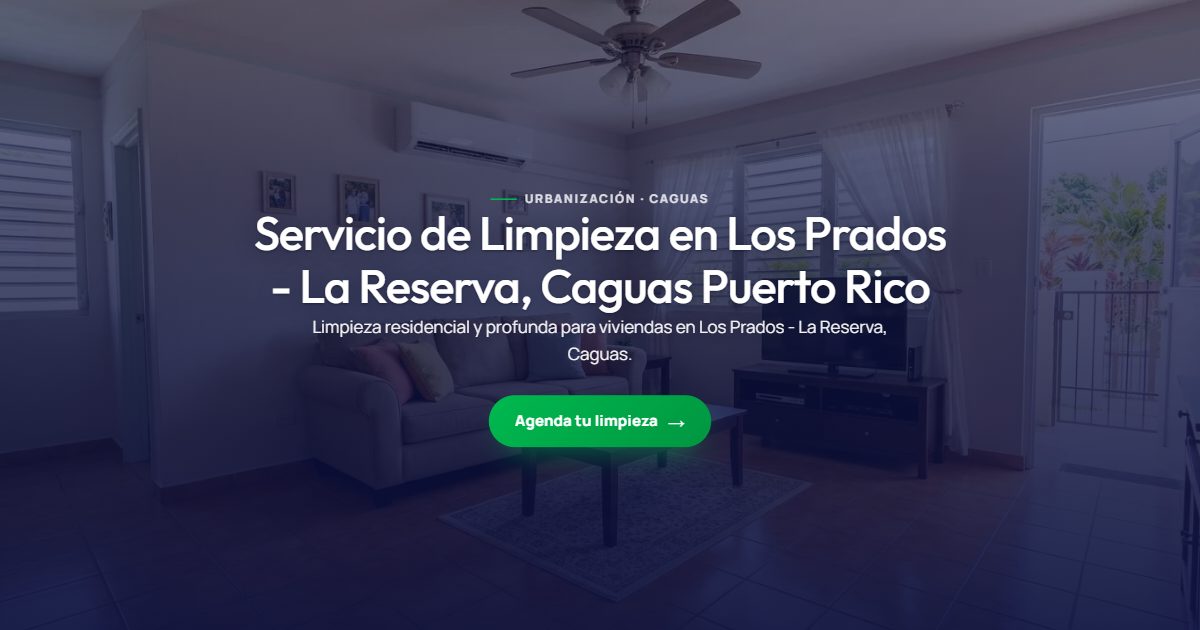 URBANIZACIÓN · CAGUAS
Servicio de Limpieza en Los Prados
- La Reserva, Caguas Puerto Rico
Limpieza residencial y profunda para viviendas en Los Prados - La Reserva,
Caguas.
Agenda tu limpieza →